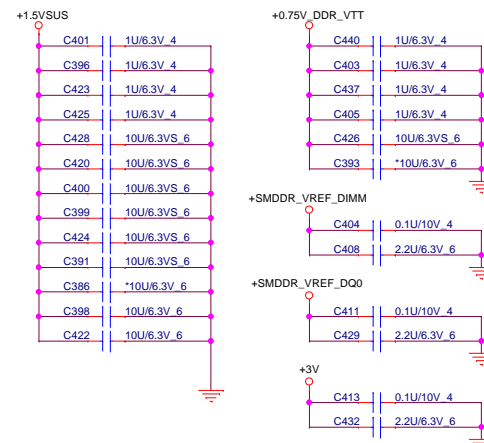 +1.5VSUS
C401 1U/6.3V_4
C396 1U/6.3V_4
C423 1U/6.3V_4
C425 1U/6.3V_4
C428 10U/6.3VS_6
C420 10U/6.3VS_6
C400 10U/6.3VS_6
C399 10U/6.3VS_6
C424 10U/6.3VS_6
C391 10U/6.3VS_6
C386 *10U/6.3V_6
C398 10U/6.3V_6
C422 10U/6.3V_6
+0.75V_DDR_VTT
C440 1U/6.3V_4
C403 1U/6.3V_4
C437 1U/6.3V_4
C405 1U/6.3V_4
C426 10U/6.3VS_6
C393 *10U/6.3V_6
+SMDDR_VREF_DIMM
C404 0.1U/10V_4
C408 2.2U/6.3V_6
+SMDDR_VREF_DQ0
C411 0.1U/10V_4
C429 2.2U/6.3V_6
+3V
C413 0.1U/10V_4
C432 2.2U/6.3V_6